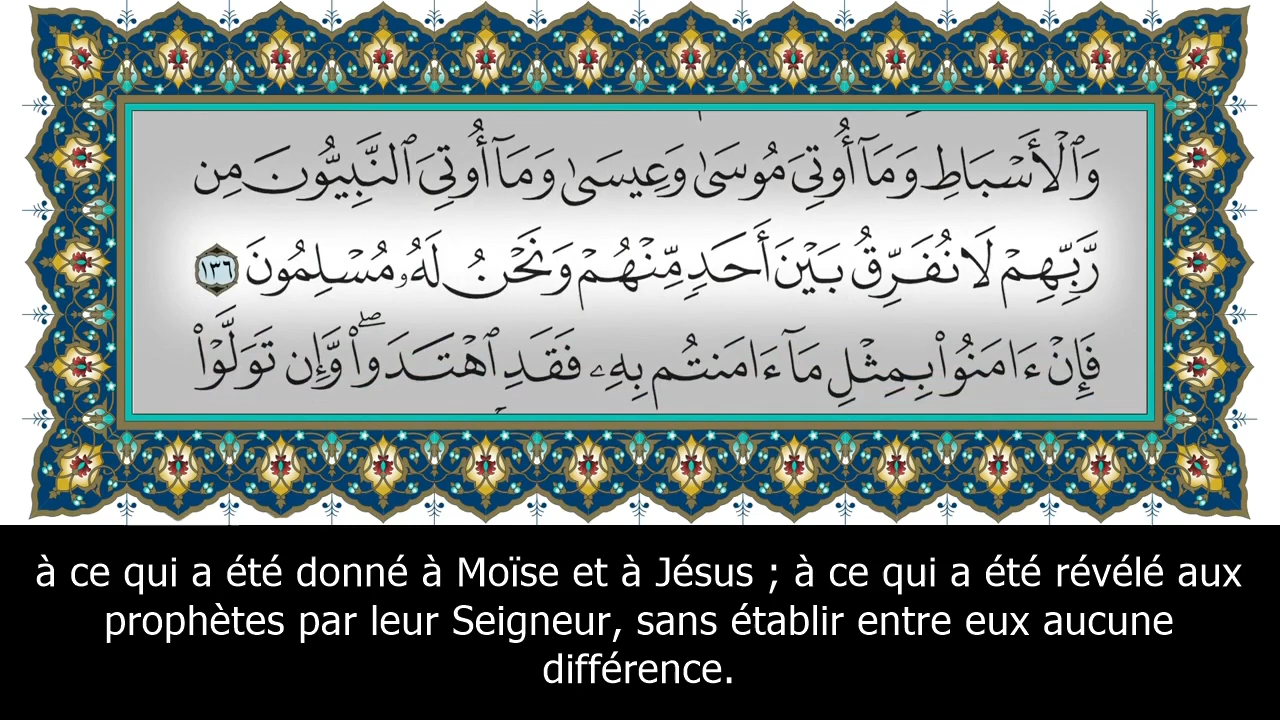 وَٱلْأَسْبَاطِ وَمَآ أُوتِىَ مُوسَىٰ وَعِيسَىٰ وَمَآ أُوتِىَ ٱلنَّبِيُّونَ مِن
رَّبِّهِمْ لَا نُفَرِّقُ بَيْنَ أَحَدٍ مِّنْهُمْ وَنَحْنُ لَهُۥ مُسْلِمُونَ ١٣٦
فَإِنْ ءَامَنُوا۟ بِمِثْلِ مَآ ءَامَنتُم بِهِۦ فَقَدِ ٱهْتَدَوا۟ ۖ وَّإِن تَوَلَّوْا۟
à ce qui a été donné à Moïse et à Jésus ; à ce qui a été révélé aux
prophètes par leur Seigneur, sans établir entre eux aucune
différence.